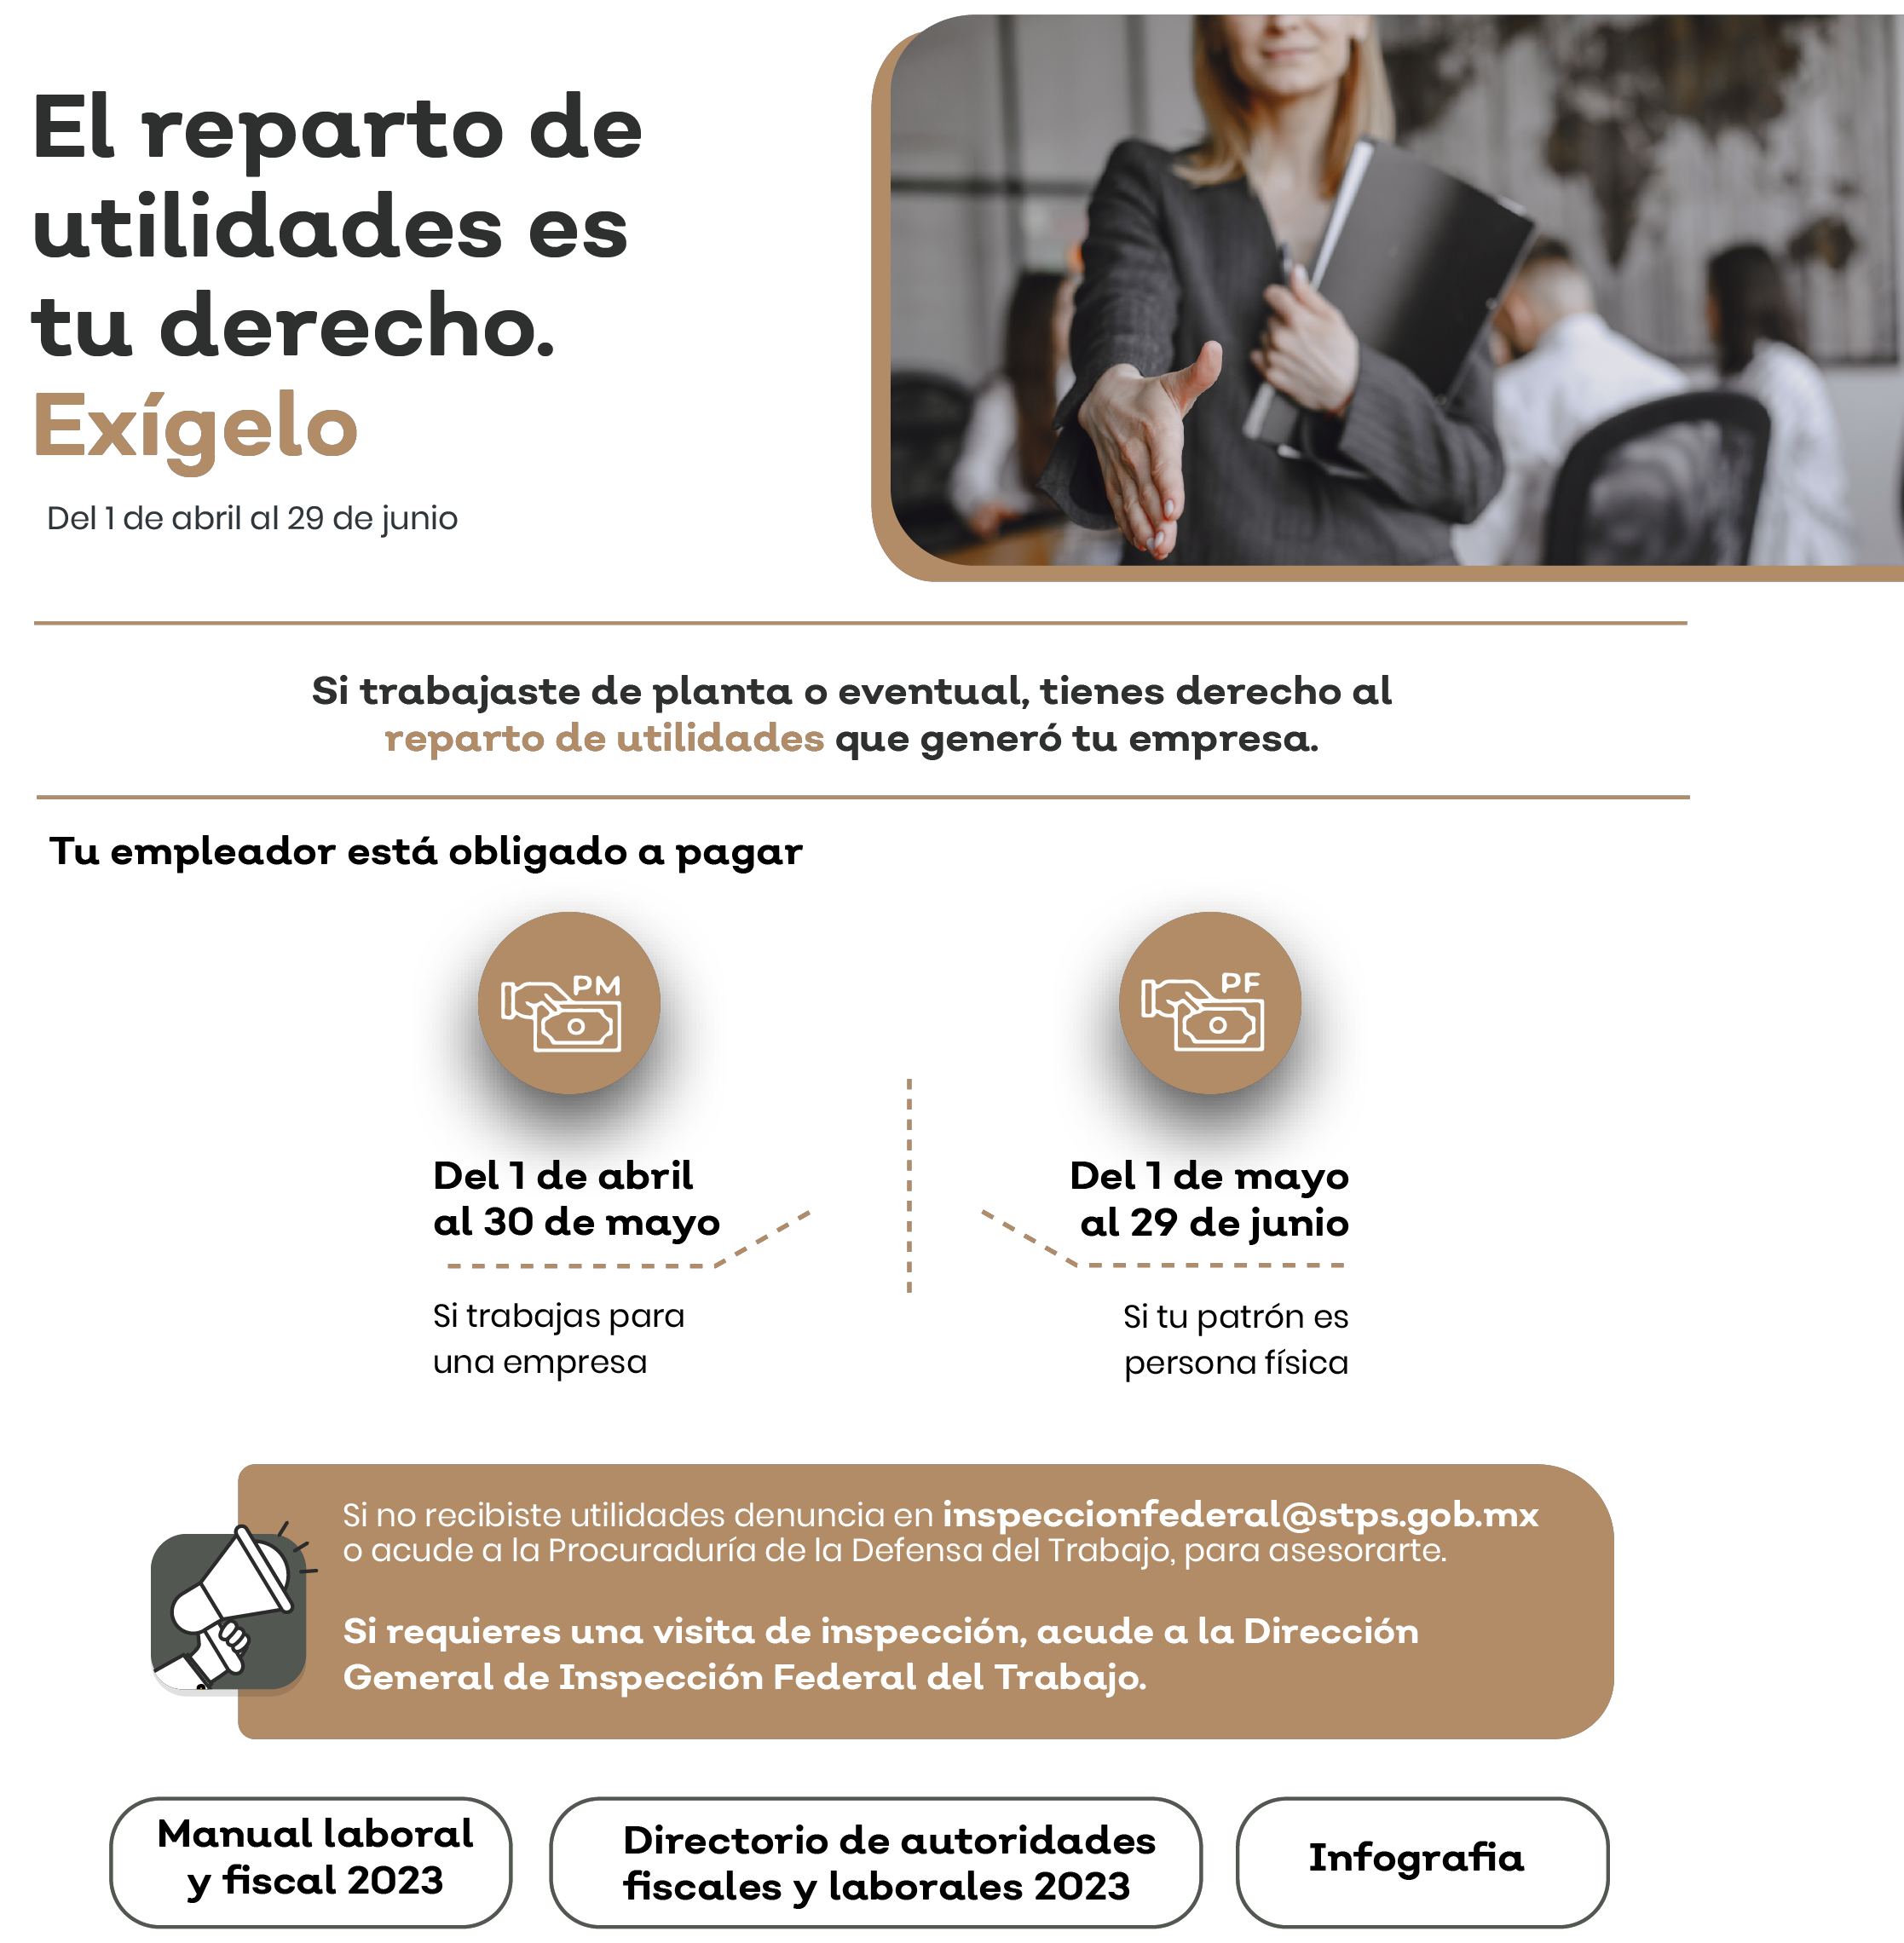 El reparto de
utilidades es
tu derecho.
Exígelo
Del 1 de abril al 29 de junio
Si trabajaste de planta o eventual, tienes derecho al
reparto de utilidades que generó tu empresa.
Tu empleador está obligado a pagar
PM
Del 1 de abril
al 30 de mayo
Si trabajas para
una empresa
PF
Del 1 de mayo
al 29 de junio
Si tu patrón es
persona física
Si no recibiste utilidades denuncia en inspeccionfederal@stps.gob.mx
o acude a la Procuraduría de la Defensa del Trabajo, para asesorarte.
Si requieres una visita de inspección, acude a la Dirección
General de Inspección Federal del Trabajo.
Manual laboral
y fiscal 2023
Directorio de autoridades
fiscales y laborales 2023
Infografia